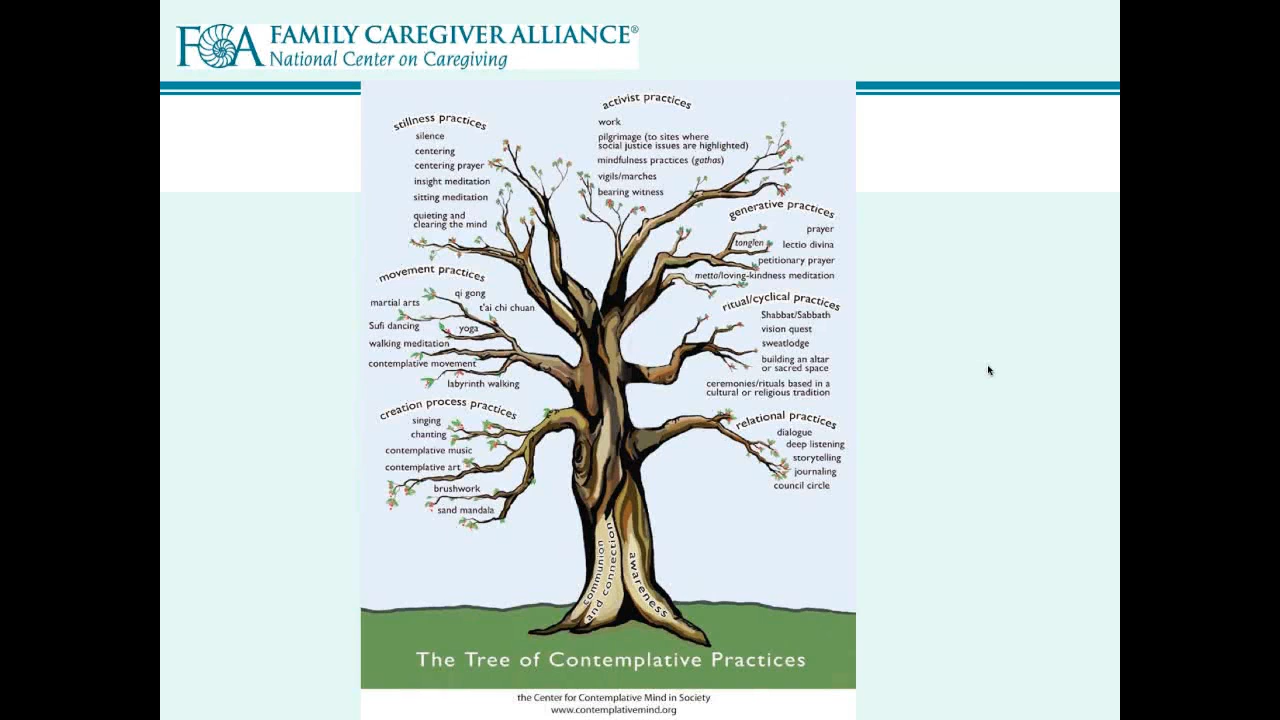 FCA FAMILY CAREGIVER ALLIANCE®
National Center on Caregiving
stillness practices
silence
centering
centering prayer
insight meditation
sitting meditation
quieting and
clearing the mind
movement practices
qi gong
martial arts
t'ai chi chuan
Sufi dancing
yoga
walking meditation
contemplative movement
labyrinth walking
creation process practices
singing
chanting
contemplative music
contemplative art
brushwork
sand mandala
activist practices
work
pilgrimage (to sites where
social justice issues are highlighted)
mindfulness practices (gathas)
vigils/marches
bearing witness
generative practices
prayer
tonglen
lectio divina
petitionary prayer
metta/loving-kindness meditation
ritual/cyclical practices
Shabbat/Sabbath
vision quest
sweatlodge
building an altar
or sacred space
ceremonies/rituals based in a
cultural or religious tradition
relational practices
dialogue
deep listening
storytelling
journaling
council circle
communion
and connection
awareness
The Tree of Contemplative Practices
the Center for Contemplative Mind in Society
www.contemplativemind.org